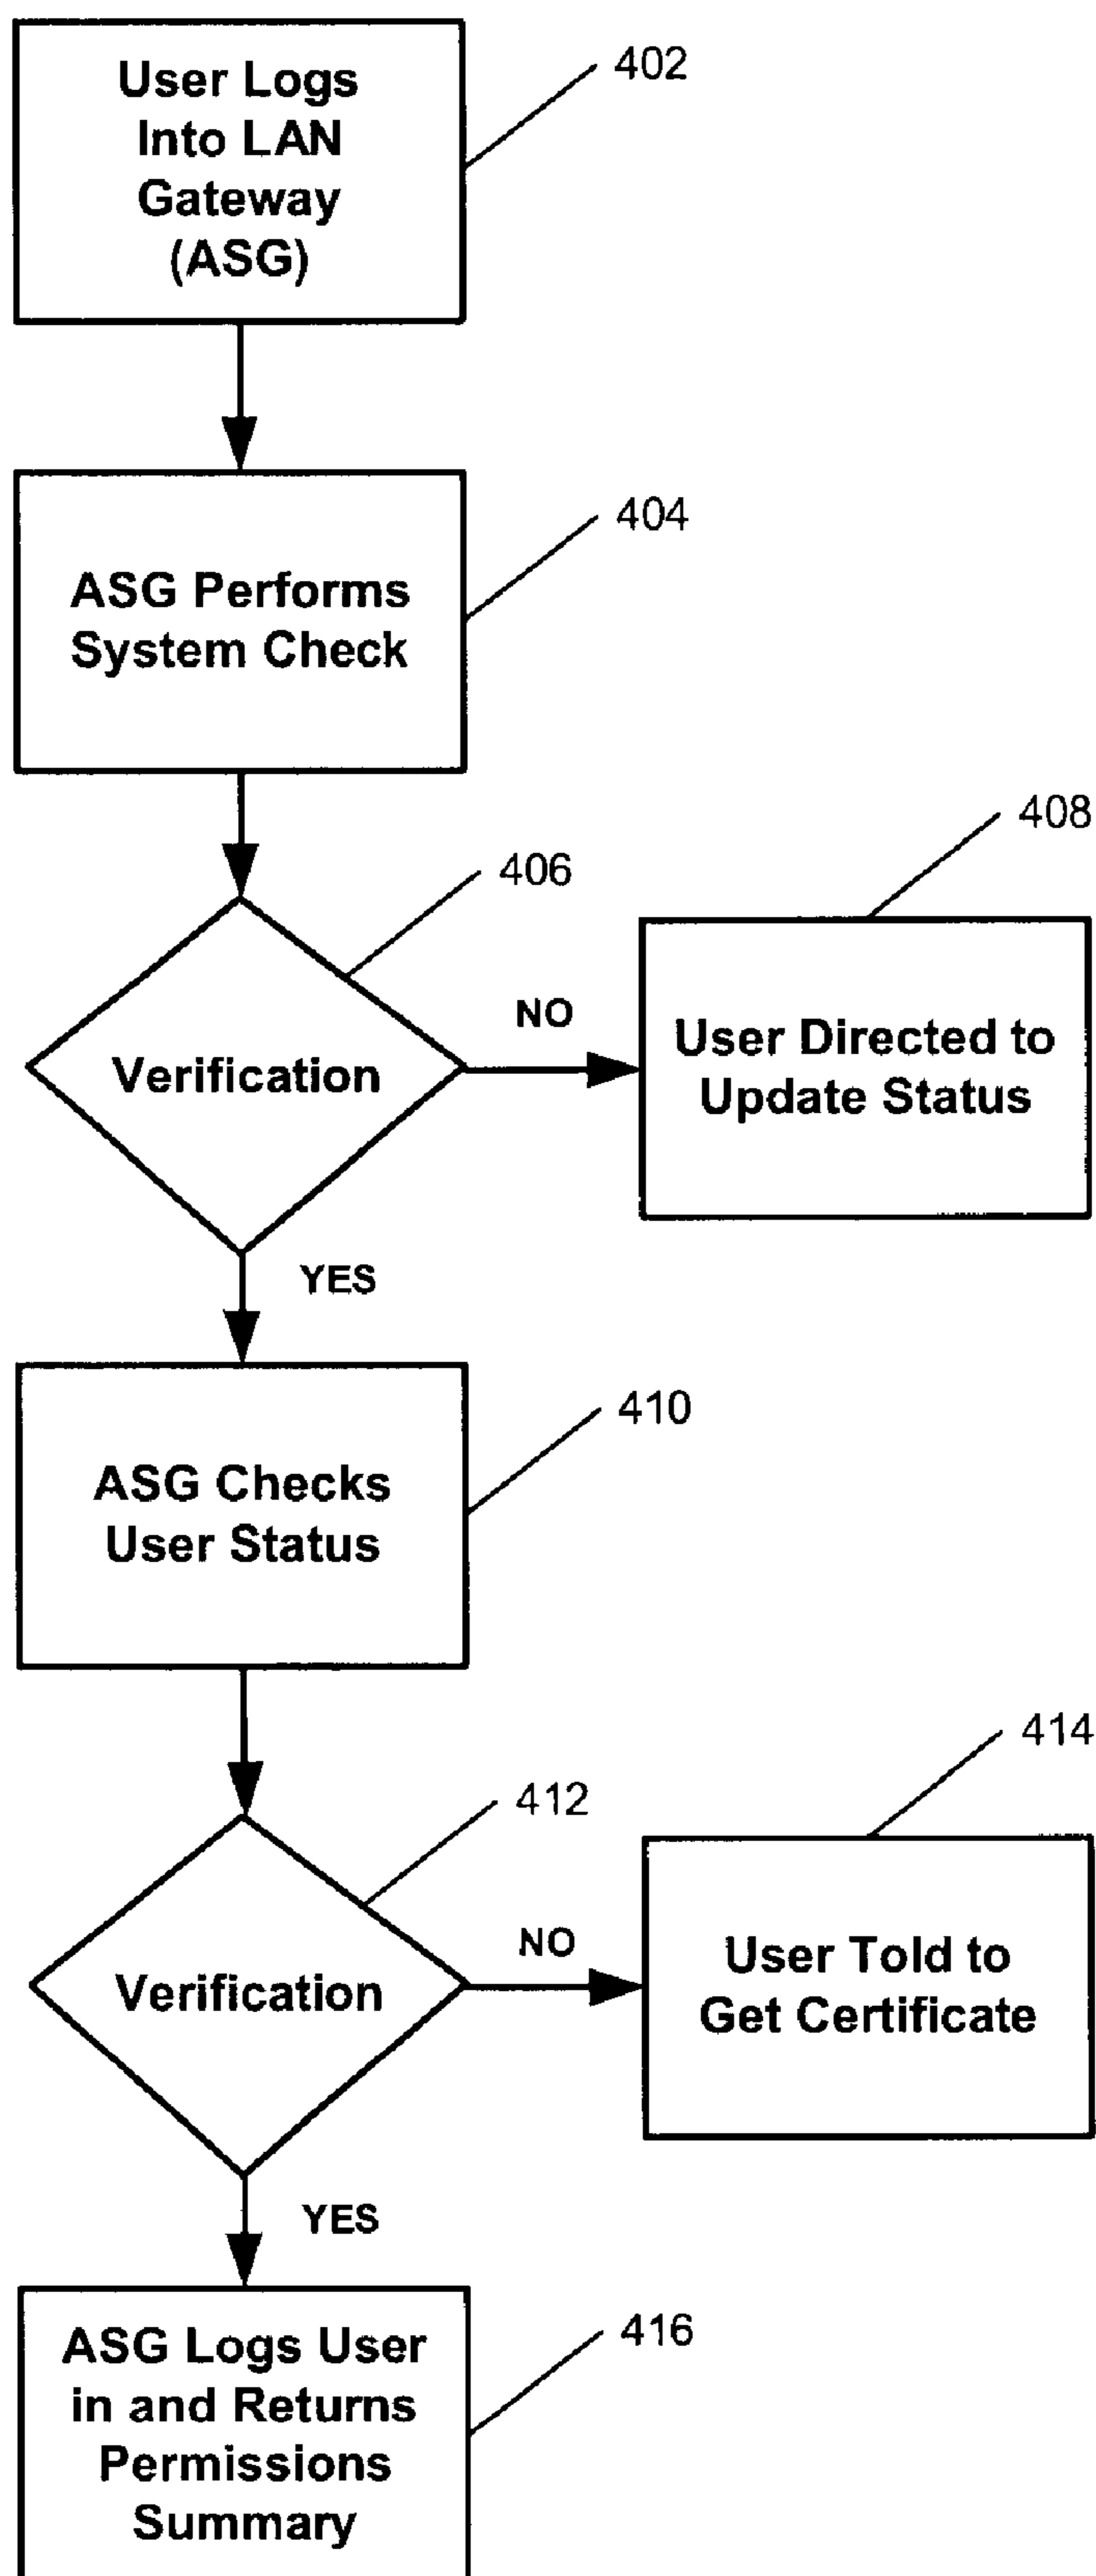 User Logs
Into LAN
Gateway
(ASG)
402
ASG Performs
System Check
404
Verification
406
NO
User Directed to
Update Status
408
YES
ASG Checks
User Status
410
Verification
412
NO
User Told to
Get Certificate
414
YES
ASG Logs User
in and Returns
Permissions
Summary
416